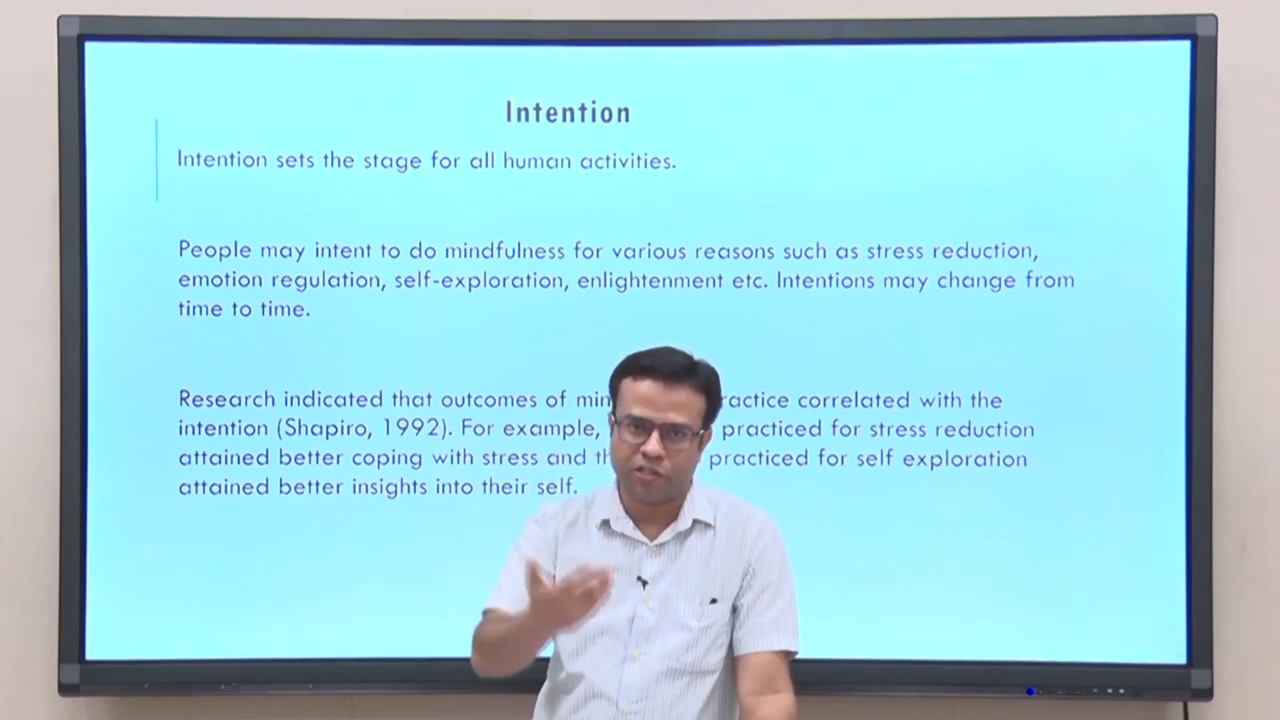 Intention
Intention sets the stage for all human activities.
People may intent to do mindfulness for various reasons such as stress reduction,
emotion regulation, self-exploration, enlightenment etc. Intentions may change from
time to time.
Research indicated that outcomes of correlated with the
intention (Shapiro, 1992). For example, practiced for stress reduction
attained better coping with stress and practiced for self exploration
attained better insights into their self.